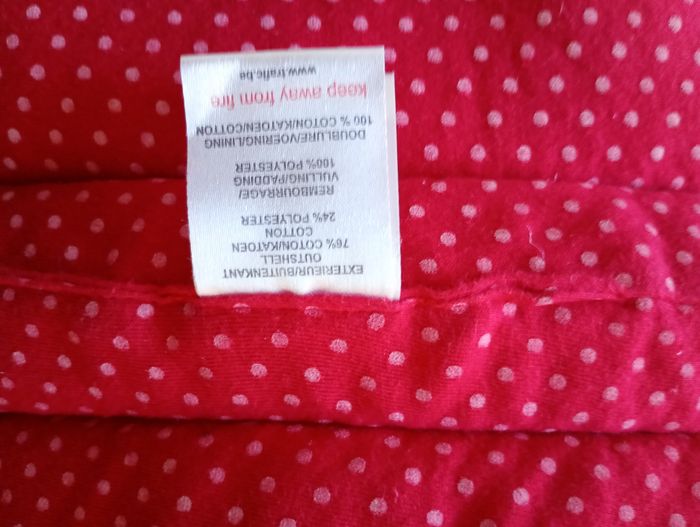 EXTERIEUR/BUITENKANT
OUTSHELL
76% COTON/KATOEN
COTTON
24% POLYESTER
REMBOURRAGE/
VULLING/PADDING
100% POLYESTER
DOUBLURE/VOERING/LINING
100 % COTON/KATOEN/COTTON
keep away from fire
www.trafic.be